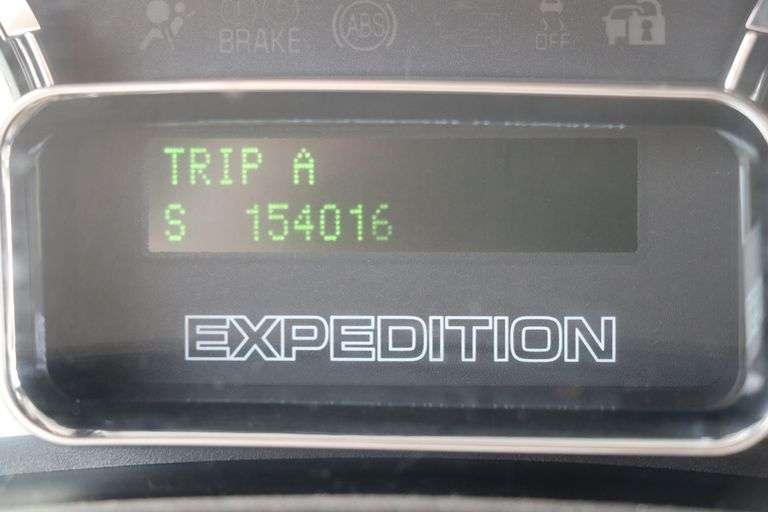 BRAKE
ABS
OFF
TRIP A
S 154016
EXPEDITION